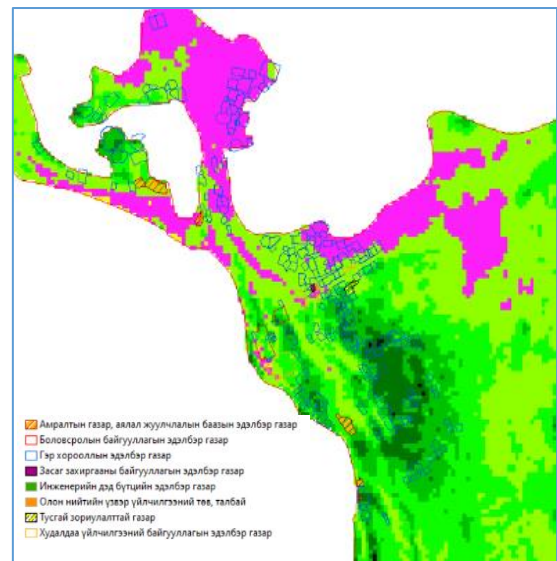 Амралтын газар, аялал жуулчлалын баазын эдэлбэр газар
Боловсролын байгууллагын эдэлбэр газар
Гэр хорооллын эдэлбэр газар
Засаг захиргааны байгууллагын эдэлбэр газар
Инженерийн дэд бүтцийн эдэлбэр газар
Олон нийтийн үзвэр үйлчилгээний төв, талбай
Тусгай зориулалттай газар
Худалдаа үйлчилгээний байгууллагын эдэлбэр газар